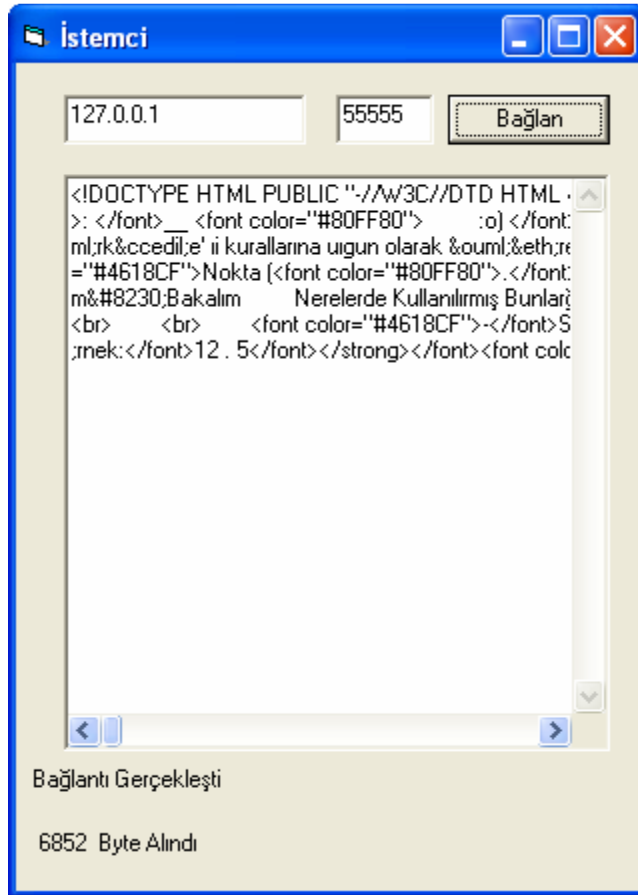 İstemci
127.0.0.1 55555 Bağlan
<!DOCTYPE HTML PUBLIC "-//W3C//DTD HTML
>: </font>__ <font color="#80FF80"> :o) </font>
ml;rk&ccedil;e' ii kurallarına uıgun olarak &ouml;&eth;re
="#4618CF">Nokta (<font color="#80FF80">.</font>
m&#8230;Bakalım Nerelerde Kullanılırmış Bunlarğ
<br> <br> <font color="#4618CF">-</font>S
;rnek:</font>12 . 5</font></strong></font><font colo
Bağlantı Gerçekleşti
6852 Byte Alındı